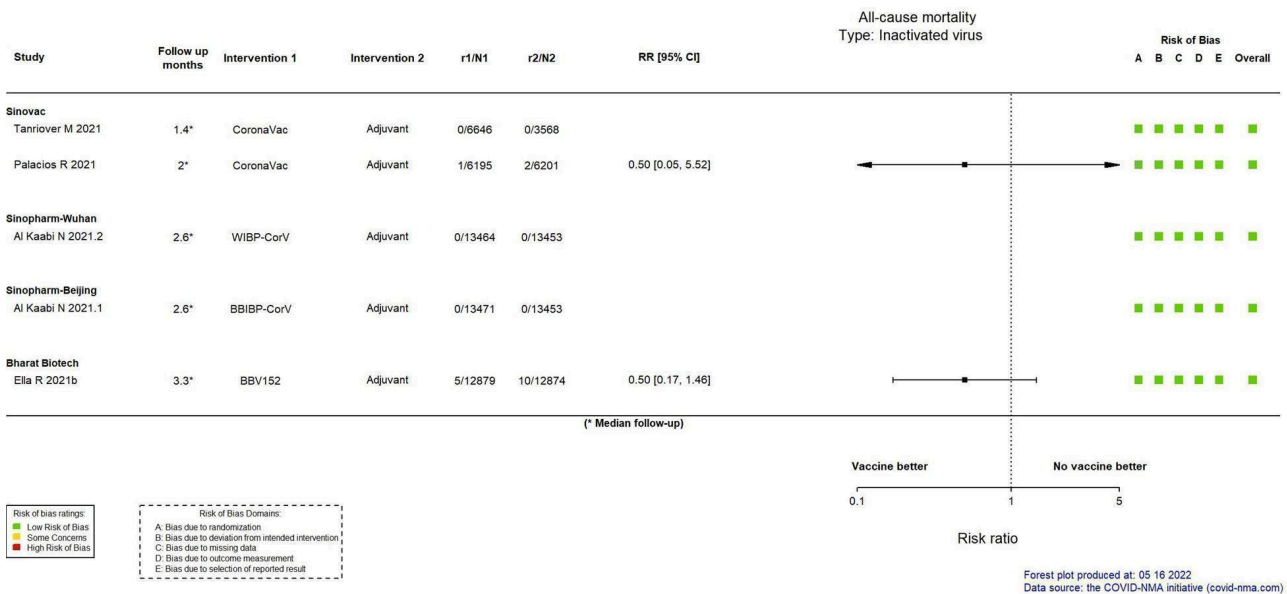 All-cause mortality
Type: Inactivated virus
Risk of Bias
Study Follow up months Intervention 1 Intervention 2 r1/N1 r2/N2 RR [95% CI] A B C D E Overall
Sinovac
Tanriover M 2021 1.4* CoronaVac Adjuvant 0/6646 0/3568
Palacios R 2021 2* CoronaVac Adjuvant 1/6195 2/6201 0.50 [0.05, 5.52]
Sinopharm-Wuhan
Al Kaabi N 2021.2 2.6* WIBP-CorV Adjuvant 0/13464 0/13453
Sinopharm-Beijing
Al Kaabi N 2021.1 2.6* BBIBP-CorV Adjuvant 0/13471 0/13453
Bharat Biotech
Ella R 2021b 3.3* BBV152 Adjuvant 5/12879 10/12874 0.50 [0.17, 1.46]
(* Median follow-up)
Vaccine better No vaccine better
0.1 1 5
Risk ratio
Risk of bias ratings:
Low Risk of Bias
Some Concerns
High Risk of Bias
Risk of Bias Domains:
A: Bias due to randomization
B: Bias due to deviation from intended intervention
C: Bias due to missing data
D: Bias due to outcome measurement
E: Bias due to selection of reported result
Forest plot produced at: 05 16 2022
Data source: the COVID-NMA initiative (covid-nma.com)